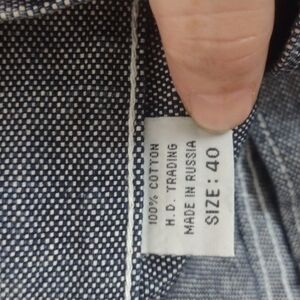 100% COTTON
H.D. TRADING
MADE IN RUSSIA
SIZE: 40